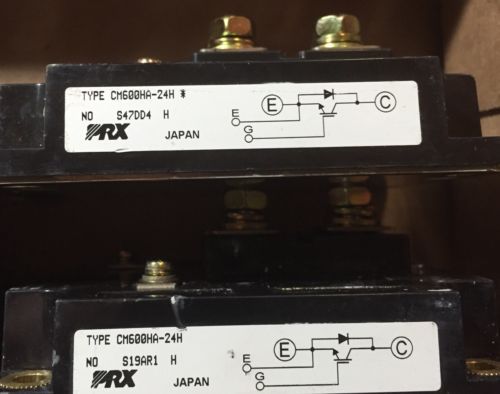 TYPE CM600HA-24H *
E C
E
NO S47DD4 H
G
PRX JAPAN
TYPE CM600HA-24H
E C
E
NO S19AR1 H
G
PRX JAPAN